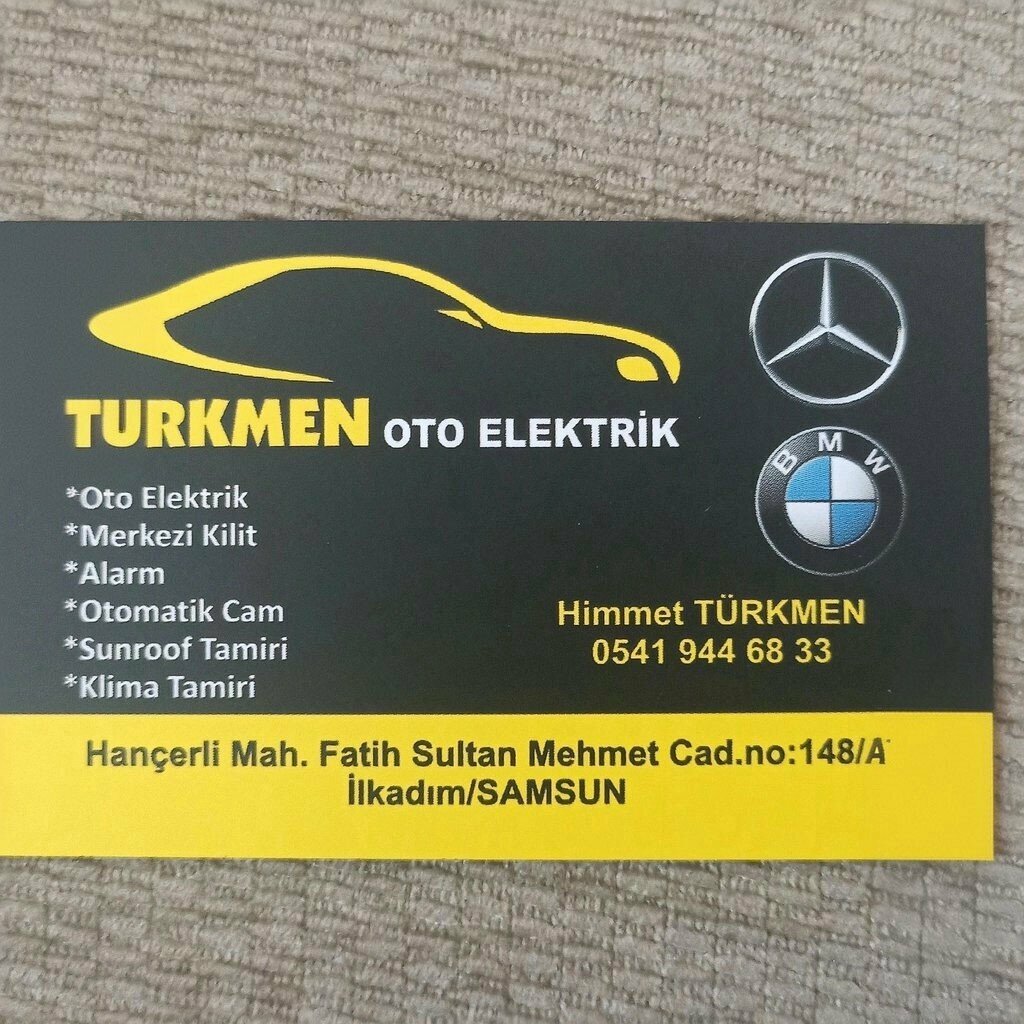 TURKMEN OTO ELEKTRİK
*Oto Elektrik
*Merkezi Kilit
*Alarm
*Otomatik Cam
*Sunroof Tamiri
*Klima Tamiri
BMW
Himmet TÜRKMEN
0541 944 68 33
Hançerli Mah. Fatih Sultan Mehmet Cad.no:148/A
İlkadım/SAMSUN